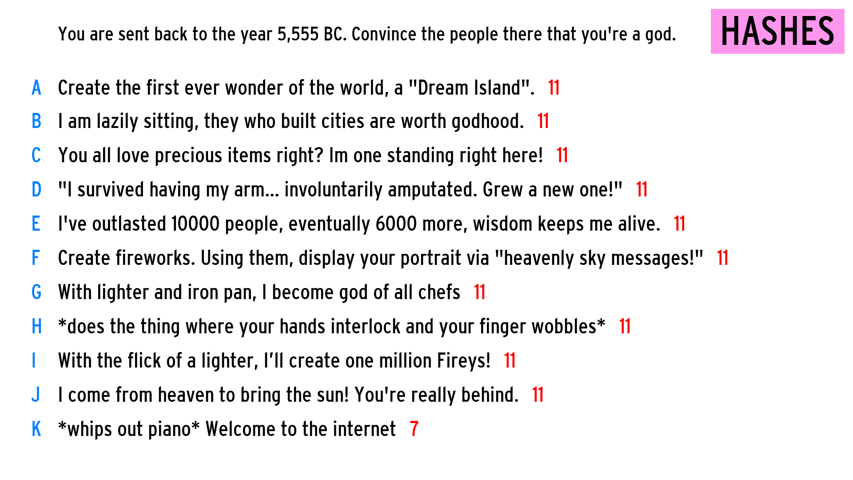 You are sent back to the year 5,555 BC. Convince the people there that you're a god.
HASHES
A Create the first ever wonder of the world, a "Dream Island". 11
B I am lazily sitting, they who built cities are worth godhood. 11
C You all love precious items right? Im one standing right here! 11
D "I survived having my arm... involuntarily amputated. Grew a new one!" 11
E I've outlasted 10000 people, eventually 6000 more, wisdom keeps me alive. 11
F Create fireworks. Using them, display your portrait via "heavenly sky messages!" 11
G With lighter and iron pan, I become god of all chefs 11
H *does the thing where your hands interlock and your finger wobbles* 11
I With the flick of a lighter, I’ll create one million Fireys! 11
J I come from heaven to bring the sun! You're really behind. 11
K *whips out piano* Welcome to the internet 7